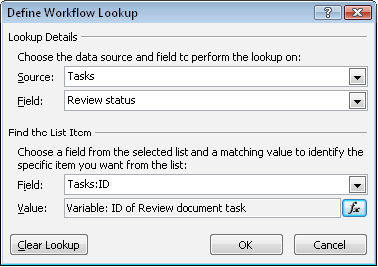 Define Workflow Lookup
Lookup Details
Choose the data source and field to perform the lookup on:
Source: Tasks
Field: Review status
Find the List Item
Choose a field from the selected list and a matching value to identify the
specific item you want from the list:
Field: Tasks:ID
Value: Variable: ID of Review document task fx
Clear Lookup OK Cancel